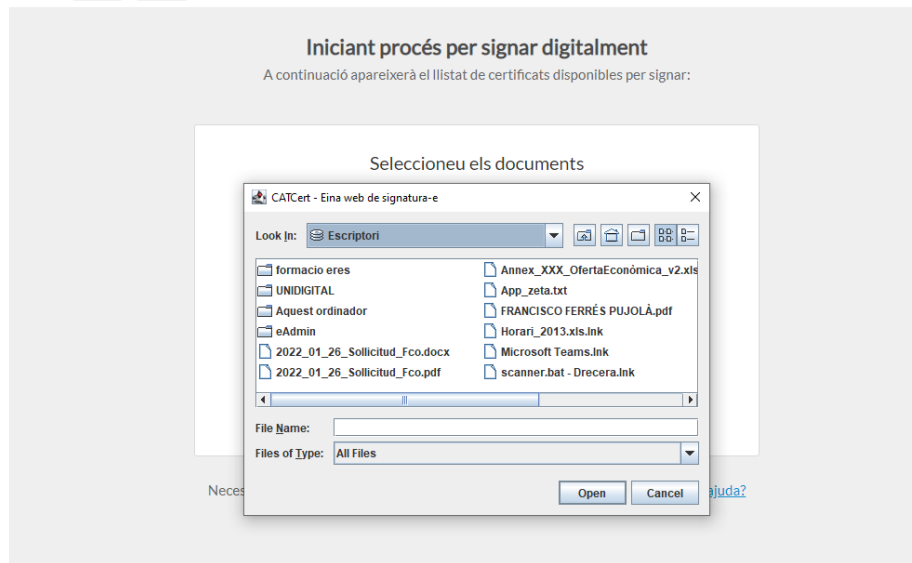 Iniciant procés per signar digitalment
A continuació apareixerà el llistat de certificats disponibles per signar:
Seleccioneu els documents
CATCert - Eina web de signatura-e
Look In: Escriptori
formacio eres
UNIDIGITAL
Aquest ordinador
eAdmin
2022_01_26_Sollicitud_Fco.docx
2022_01_26_Sollicitud_Fco.pdf
Annex_XXX_OfertaEconòmica_v2.xls
App_zeta.txt
FRANCISCO FERRÉS PUJOLÀ.pdf
Horari_2013.xls.lnk
Microsoft Teams.lnk
scanner.bat - Drecera.lnk
File Name:
Files of Type: All Files
Open Cancel
Neces ajuda?